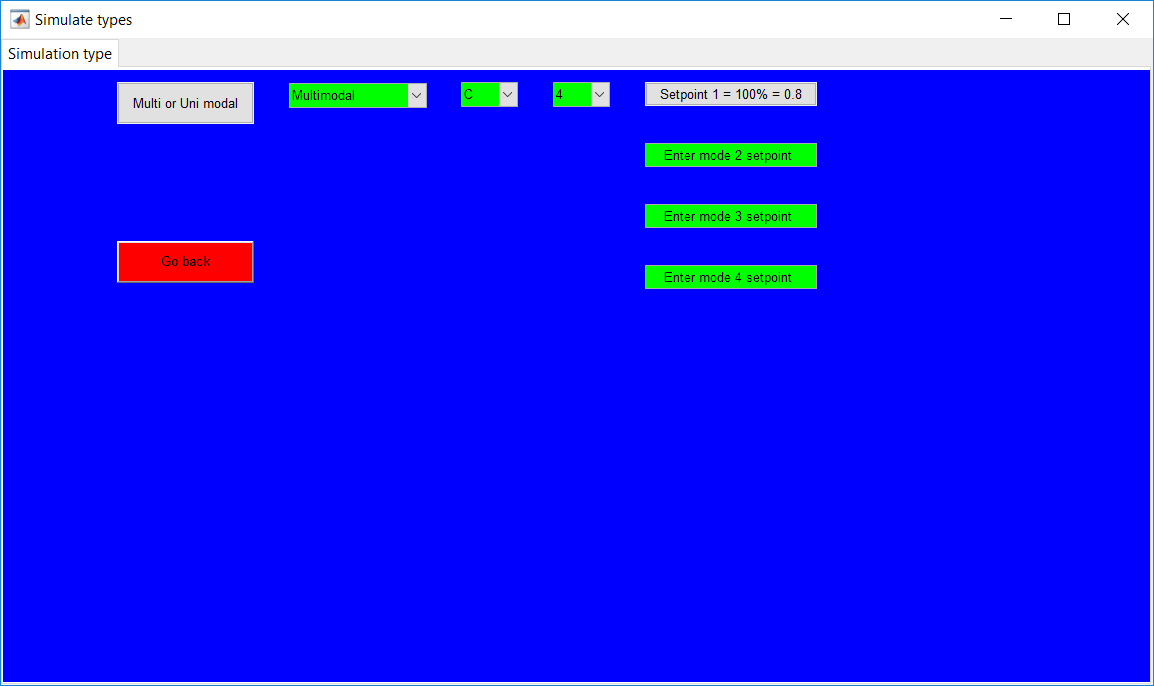 Simulate types
Simulation type
Multi or Uni modal
Multimodal
C
4
Setpoint 1 = 100% = 0.8
Enter mode 2 setpoint
Enter mode 3 setpoint
Go back
Enter mode 4 setpoint